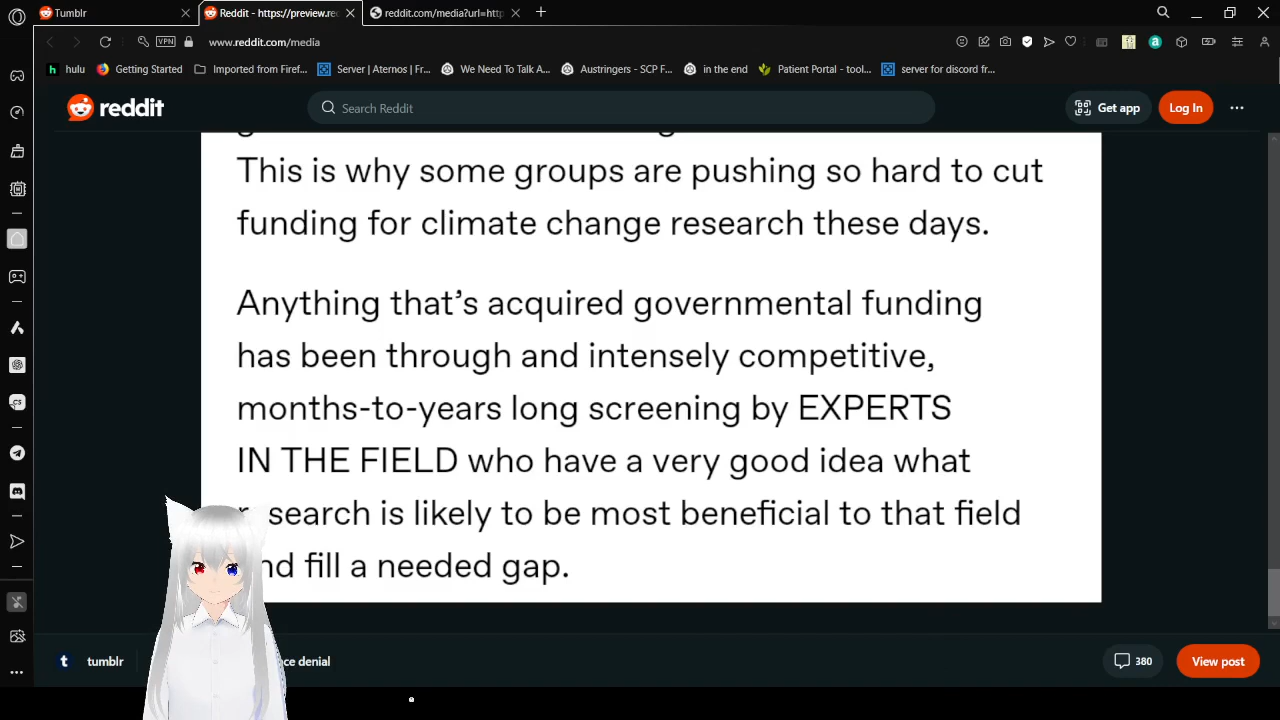 Tumblr
Reddit - https://preview.red
reddit.com/media?url=http
VPN
www.reddit.com/media
hulu
Getting Started
Imported from Firef...
Server | Aternos | Fr...
We Need To Talk A...
Austringers - SCP F...
in the end
Patient Portal - tool...
server for discord fr...
reddit
Search Reddit
Get app
Log In
This is why some groups are pushing so hard to cut
funding for climate change research these days.
Anything that's acquired governmental funding
has been through and intensely competitive,
months-to-years long screening by EXPERTS
IN THE FIELD who have a very good idea what
research is likely to be most beneficial to that field
and fill a needed gap.
t tumblr
ce denial
380
View post